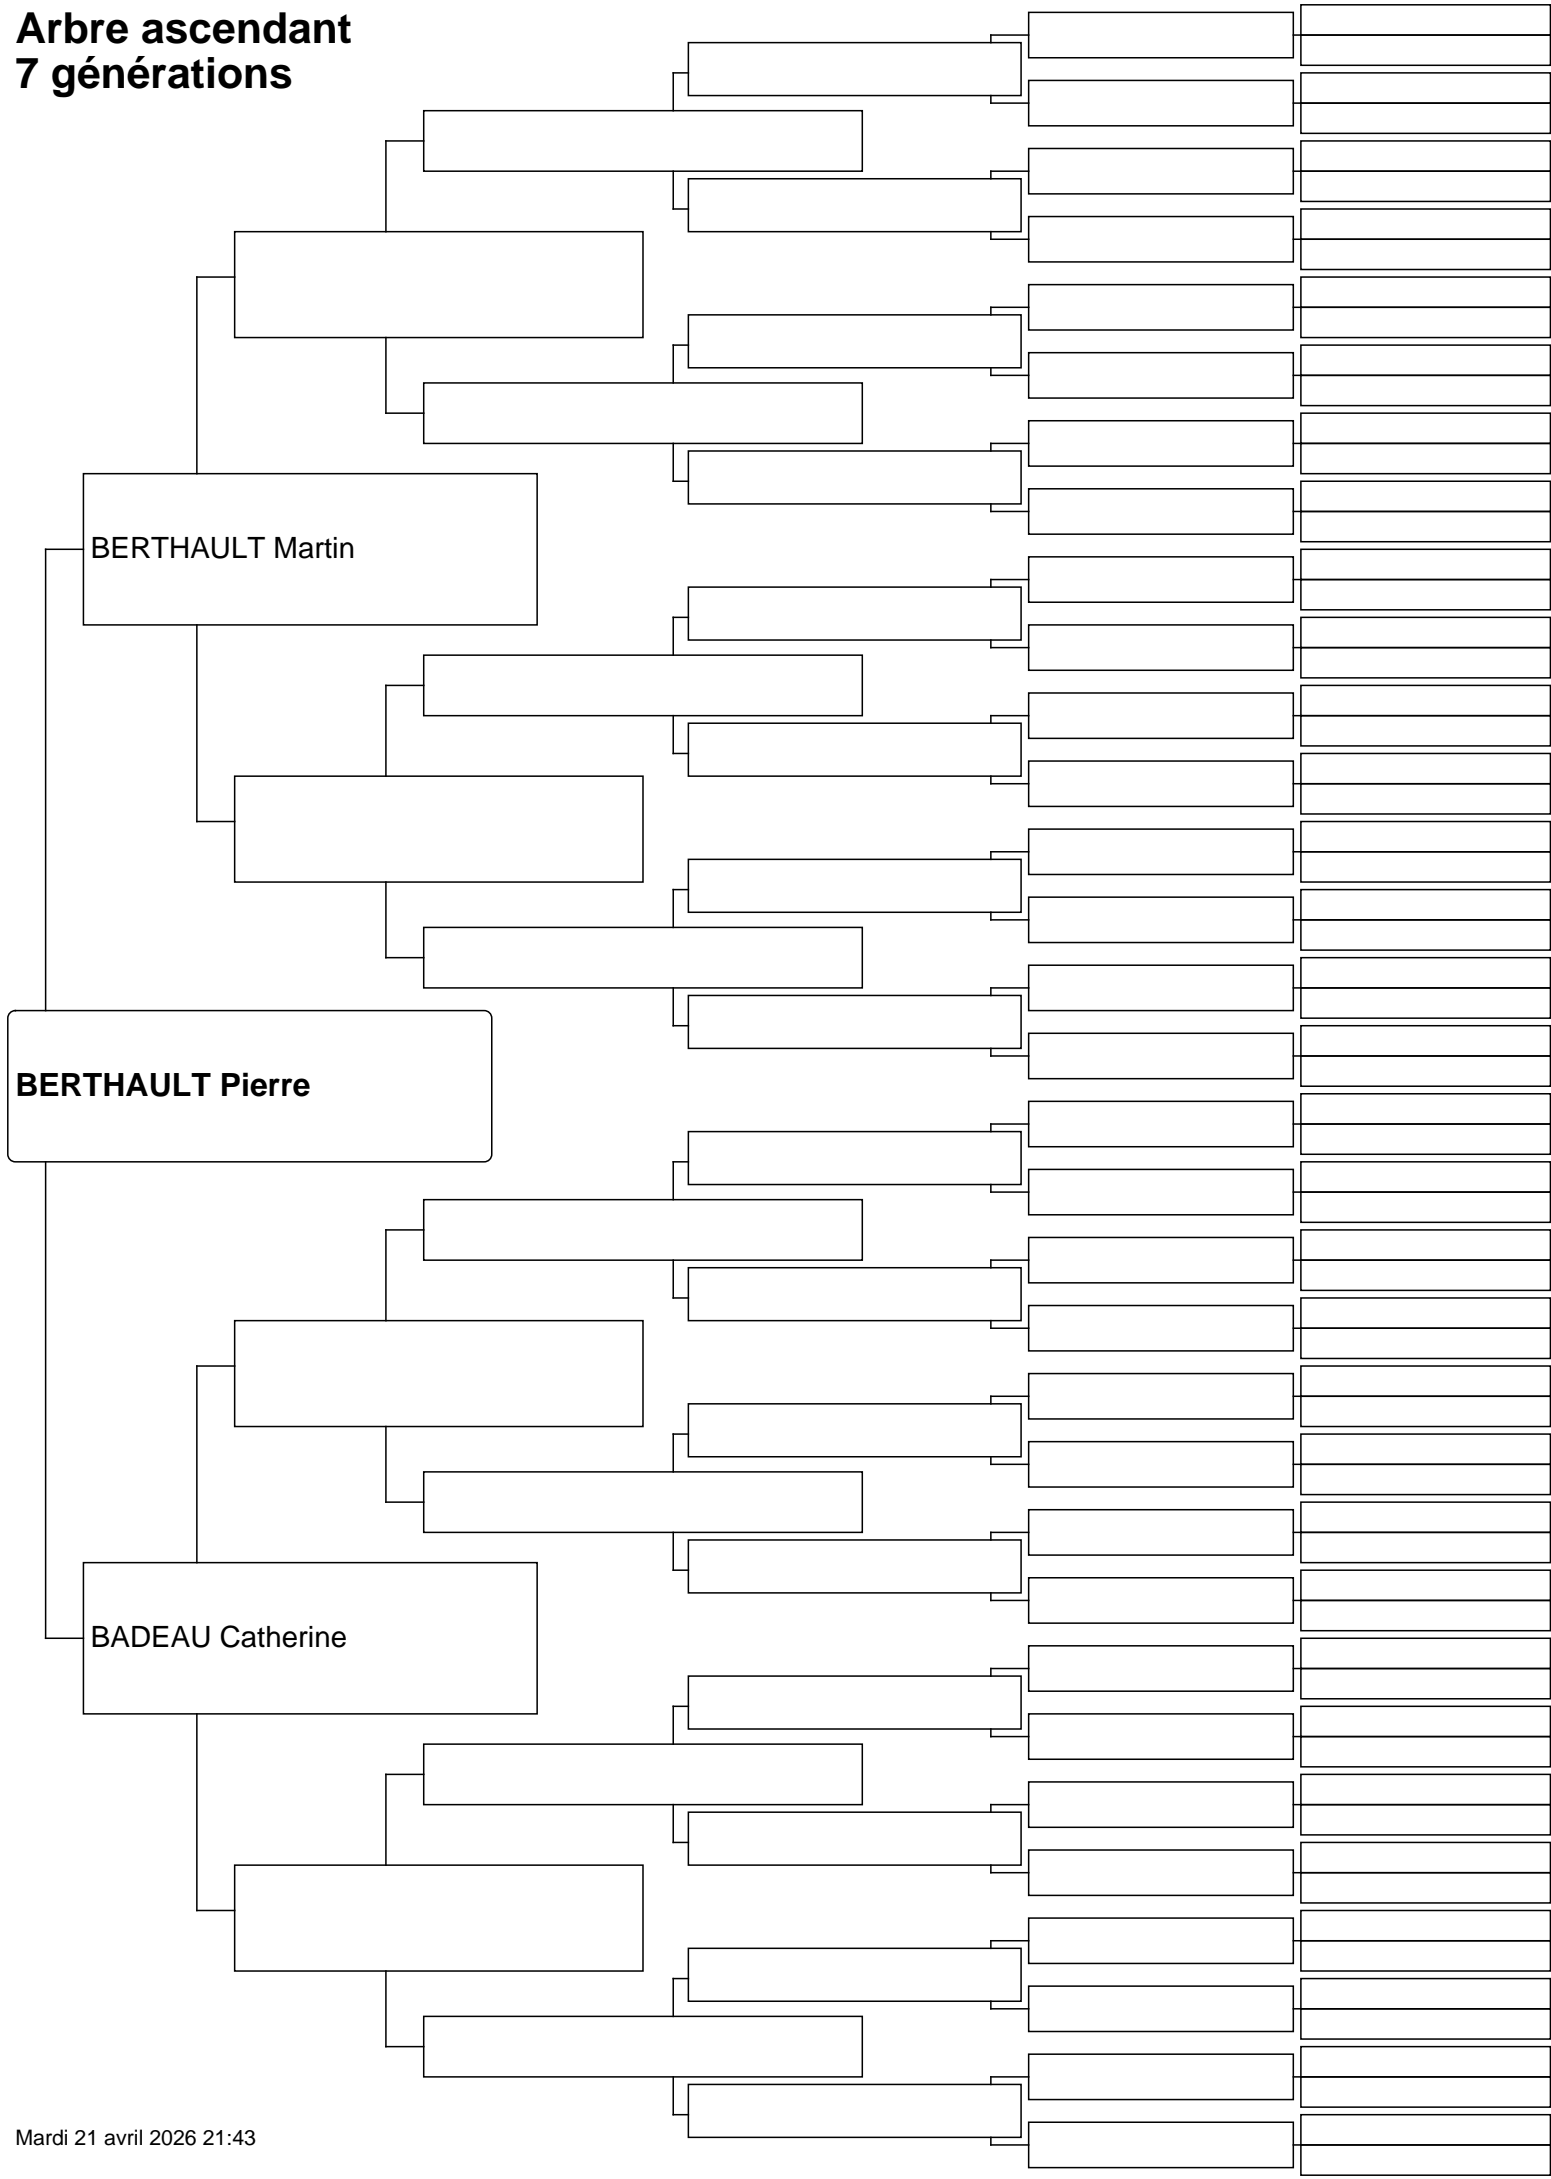 Arbre ascendant
7 générations
BERTHAULT Martin
BERTHAULT Pierre
BADEAU Catherine
Mardi 21 avril 2026 21:43